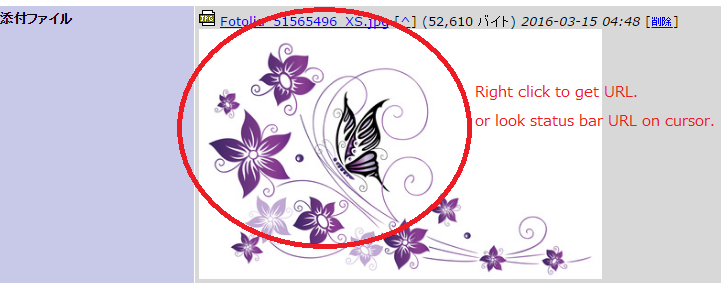 添付ファイル
JPG
Fotolia_51565496_XS.jpg [^] (52,610 バイト) 2016-03-15 04:48 [削除]
Right click to get URL.
or look status bar URL on cursor.